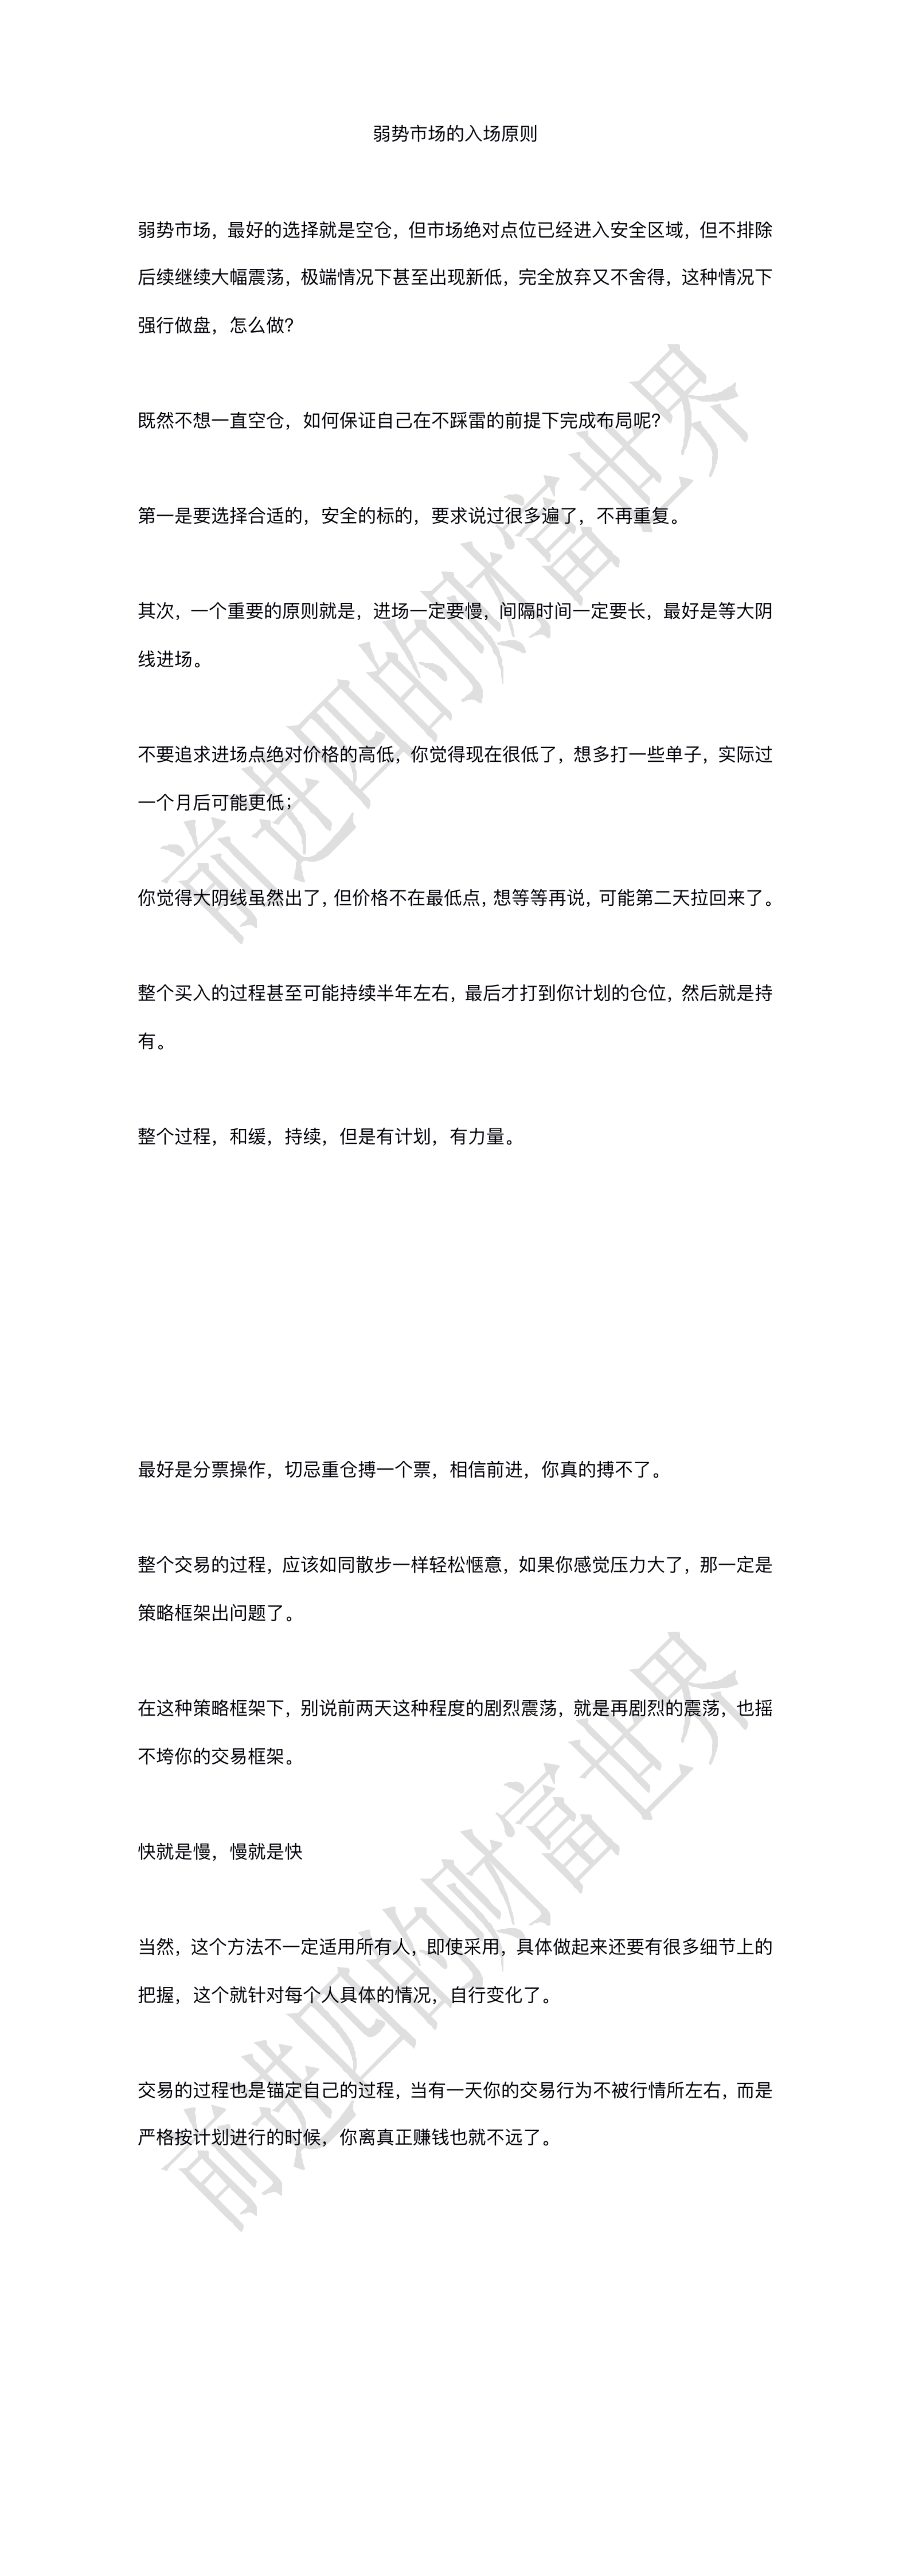 弱势市场的入场原则
弱势市场，最好的选择就是空仓，但市场绝对点位已经进入安全区域，但不排除
后续继续大幅震荡，极端情况下甚至出现新低，完全放弃又不舍得，这种情况下
强行做盘，怎么做？
既然不想一直空仓，如何保证自己在不踩雷的前提下完成布局呢？
第一是要选择合适的，安全的标的，要求说过很多遍了，不再重复。
其次，一个重要的原则就是，进场一定要慢，间隔时间一定要长，最好是等大阴
线进场。
不要追求进场点绝对价格的高低，你觉得现在很低了，想多打一些单子，实际过
一个月后可能更低；
你觉得大阴线虽然出了，但价格不在最低点，想等等再说，可能第二天拉回来了。
整个买入的过程甚至可能持续半年左右，最后才打到你计划的仓位，然后就是持
有。
整个过程，和缓，持续，但是有计划，有力量。
前进四的财富世界
最好是分票操作，切忌重仓搏一个票，相信前进，你真的搏不了。
整个交易的过程，应该如同散步一样轻松惬意，如果你感觉压力大了，那一定是
策略框架出问题了。
在这种策略框架下，别说前两天这种程度的剧烈震荡，就是再剧烈的震荡，也摇
不垮你的交易框架。
快就是慢，慢就是快
当然，这个方法不一定适用所有人，即使采用，具体做起来还要有很多细节上的
把握，这个就针对每个人具体的情况，自行变化了。
交易的过程也是锚定自己的过程，当有一天你的交易行为不被行情所左右，而是
严格按计划进行的时候，你离真正赚钱也就不远了。
前进四的财富世界